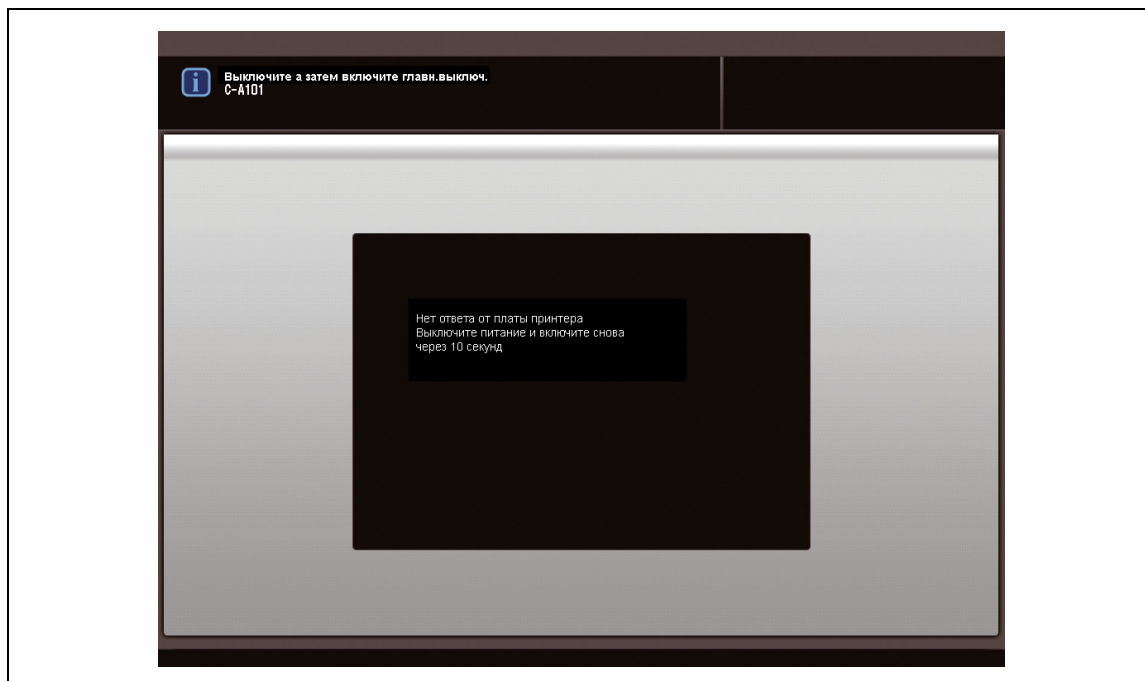 Выключите а затем включите главн.выключ.
C-A101
Нет ответа от платы принтера
Выключите питание и включите снова
через 10 секунд